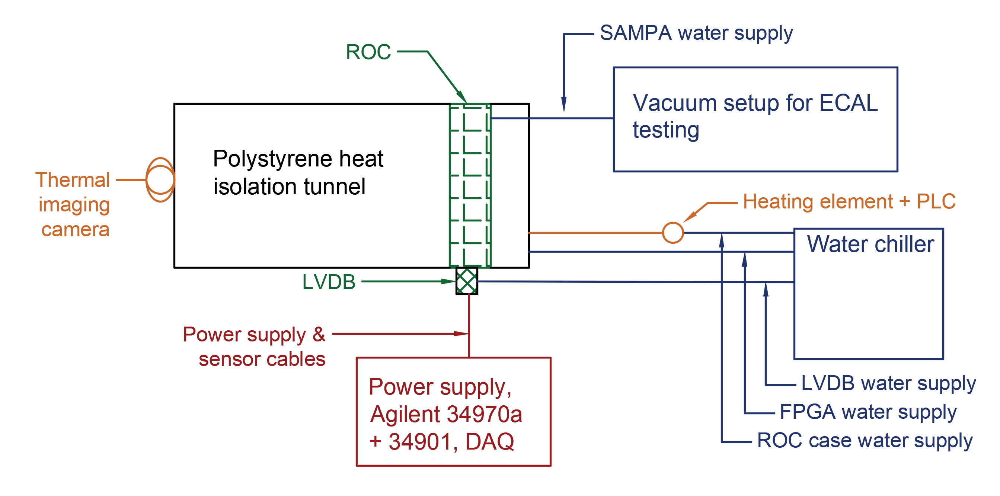 SAMPA water supply
ROC
Vacuum setup for ECAL
testing
Polystyrene heat
isolation tunnel
Thermal
imaging
camera
Heating element + PLC
Water chiller
LVDB
Power supply &
sensor cables
Power supply,
Agilent 34970a
+ 34901, DAQ
LVDB water supply
FPGA water supply
ROC case water supply